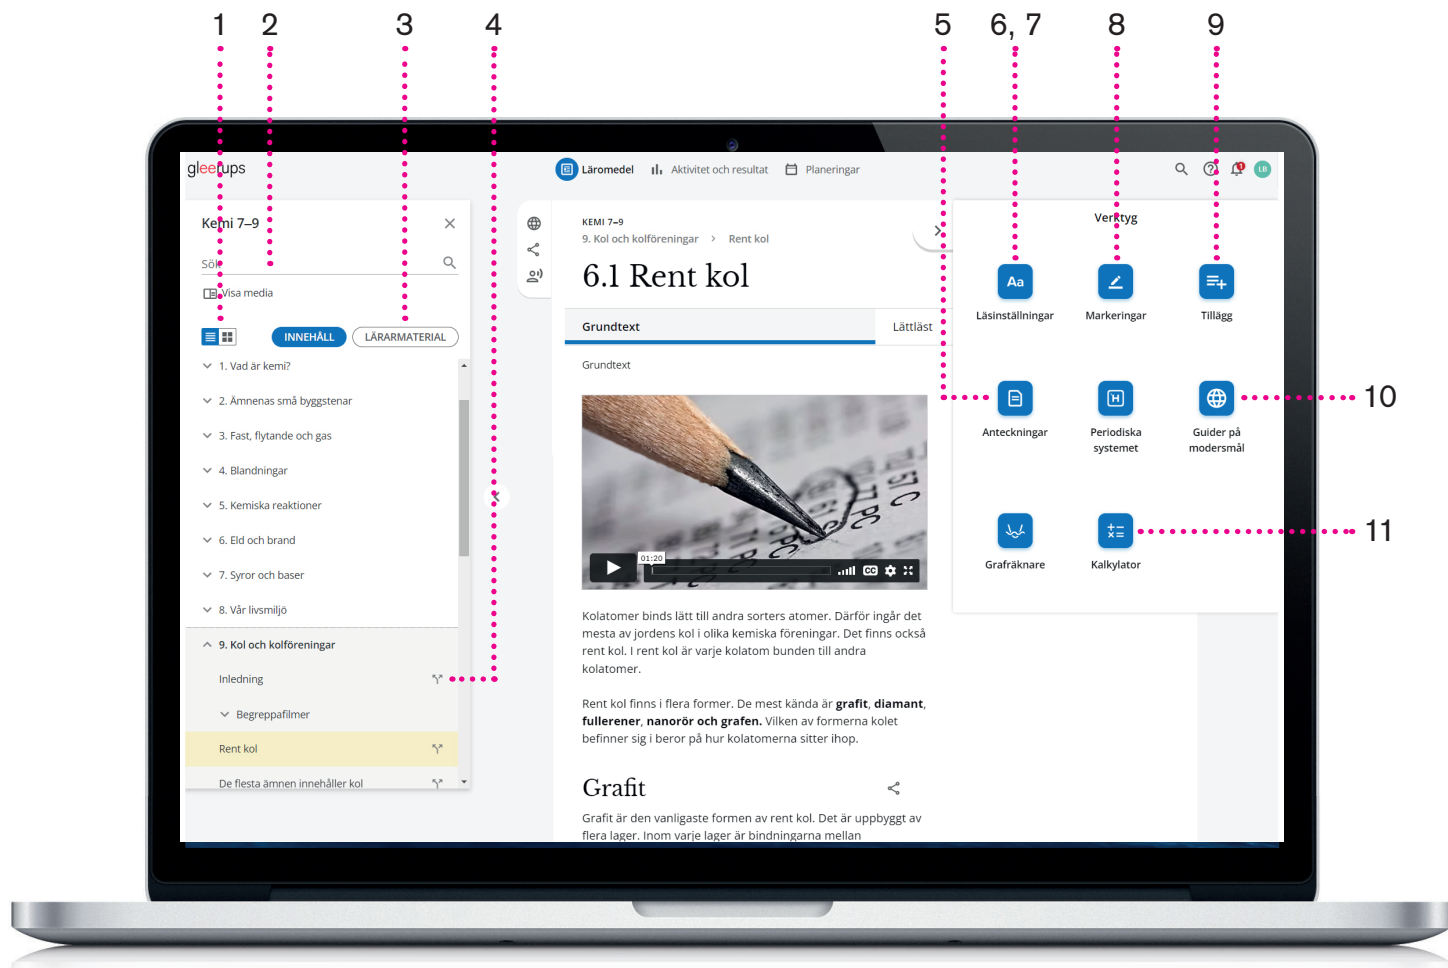 1 2 3 4 5 6, 7 8 9
gleerups
Läromedel Aktivitet och resultat Planeringar
1 LB
Kemi 7–9
Sök
Visa media
INNEHÅLL LÄRARMATERIAL
1. Vad är kemi?
2. Ämnenas små byggstenar
3. Fast, flytande och gas
4. Blandningar
5. Kemiska reaktioner
6. Eld och brand
7. Syror och baser
8. Vår livsmiljö
9. Kol och kolföreningar
Inledning
Begreppafilmer
Rent kol
De flesta ämnen innehåller kol
KEMI 7–9
9. Kol och kolföreningar > Rent kol
6.1 Rent kol
Grundtext Lättläst
Grundtext
01:20
CC
Kolatomer binds lätt till andra sorters atomer. Därför ingår det
mesta av jordens kol i olika kemiska föreningar. Det finns också
rent kol. I rent kol är varje kolatom bunden till andra
kolatomer.
Rent kol finns i flera former. De mest kända är grafit, diamant,
fullerener, nanorör och grafen. Vilken av formerna kolet
befinner sig i beror på hur kolatomerna sitter ihop.
Grafit
Grafit är den vanligaste formen av rent kol. Det är uppbyggt av
flera lager. Inom varje lager är bindningarna mellan
Verktyg
Aa
Läsinställningar Markeringar Tillägg
H
Anteckningar Periodiska systemet Guider på modersmål
10
Grafräknare Kalkylator
11